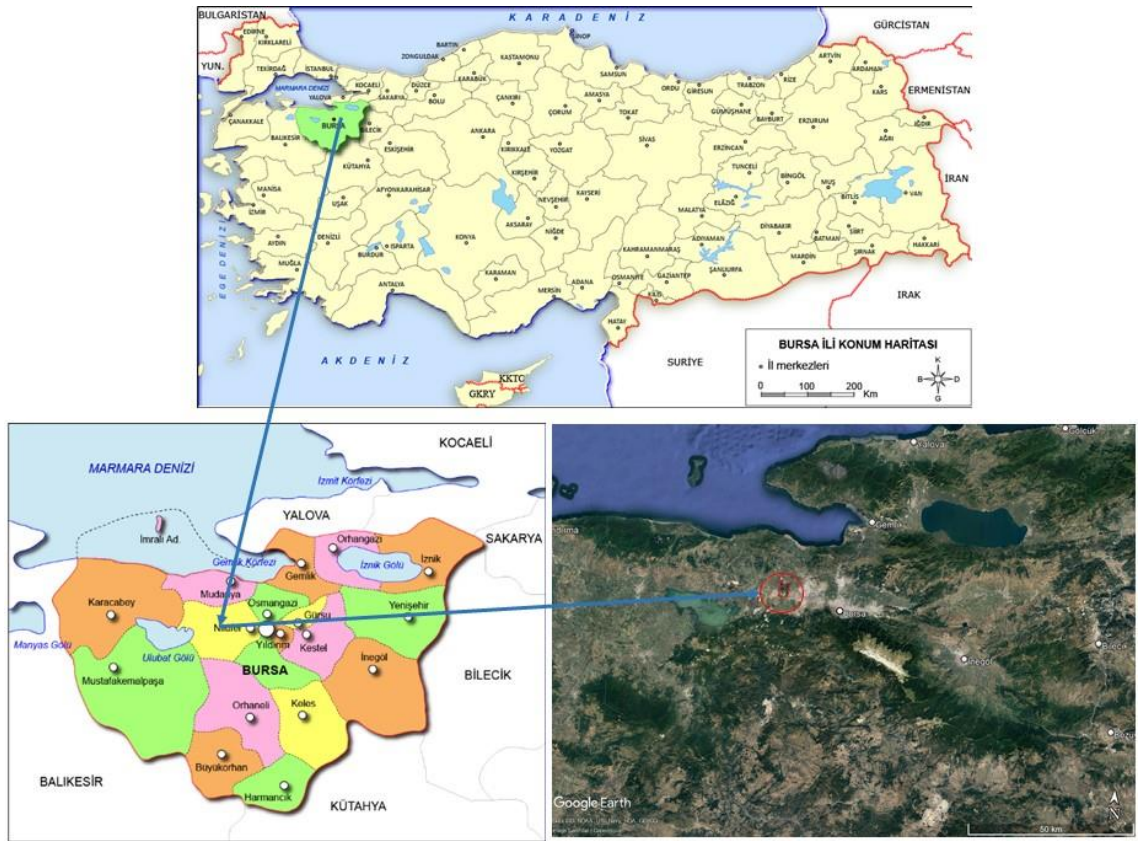 BULGARİSTAN
KARADENİZ
GÜRCİSTAN
EDİRNE
KIRKLARELİ
YUN.
TEKİRDAĞ
İSTANBUL
MARMARA DENİZİ
YALOVA
KOCAELİ
SAKARYA
DÜZCE
BOLU
ZONGULDAK
BARTIN
KARABÜK
KASTAMONU
SİNOP
SAMSUN
ORDU
GİRESUN
TRABZON
RİZE
ARTVİN
ARDAHAN
KARS
ERMENİSTAN
IĞDIR
ÇANAKKALE
BALIKESİR
BURSA
BİLECİK
ESKİŞEHİR
KÜTAHYA
ANKARA
ÇANKIRI
ÇORUM
AMASYA
TOKAT
SİVAS
GÜMÜŞHANE
BAYBURT
ERZURUM
AĞRI
ERZİNCAN
TUNCELİ
BİNGÖL
MUŞ
BİTLİS
VAN
İRAN
KIRIKKALE
YOZGAT
KIRŞEHİR
NEVŞEHİR
KAYSERİ
AKSARAY
NİĞDE
MANİSA
İZMİR
UŞAK
AFYONKARAHİSAR
AYDIN
DENİZLİ
BURDUR
ISPARTA
KONYA
MUĞLA
ANTALYA
KARAMAN
MERSİN
ADANA
OSMANİYE
KAHRAMANMARAŞ
GAZİANTEP
KİLİS
HATAY
MALATYA
ELAZIĞ
ADIYAMAN
ŞANLIURFA
DİYABAKIR
MARDİN
BATMAN
SİİRT
ŞIRNAK
HAKKARİ
EGE DENİZİ
AKDENİZ
KKTC
GKRY
SURİYE
IRAK
BURSA İLİ KONUM HARİTASI
İl merkezleri
0 100 200
Km
K
B D
G
MARMARA DENİZİ
KOCAELİ
İzmit Körfezi
YALOVA
SAKARYA
İmralı Ad.
Gemlik Körfezi
Orhangazi
İznik Gölü
İznik
Gemlik
Mudanya
Karacabey
Osmangazi
Gürsu
Yenişehir
Nilüfer
Yıldırım
Kestel
Manyas Gölü
Ulubat Gölü
Mustafakemalpaşa
BURSA
İnegöl
BİLECİK
Orhaneli
Keles
Büyükorhan
Harmancık
BALIKESİR
KÜTAHYA
Yalova
Gölcük
Gemlik
Bursa
İnegöl
Bilecik
Google Earth
N
50 km